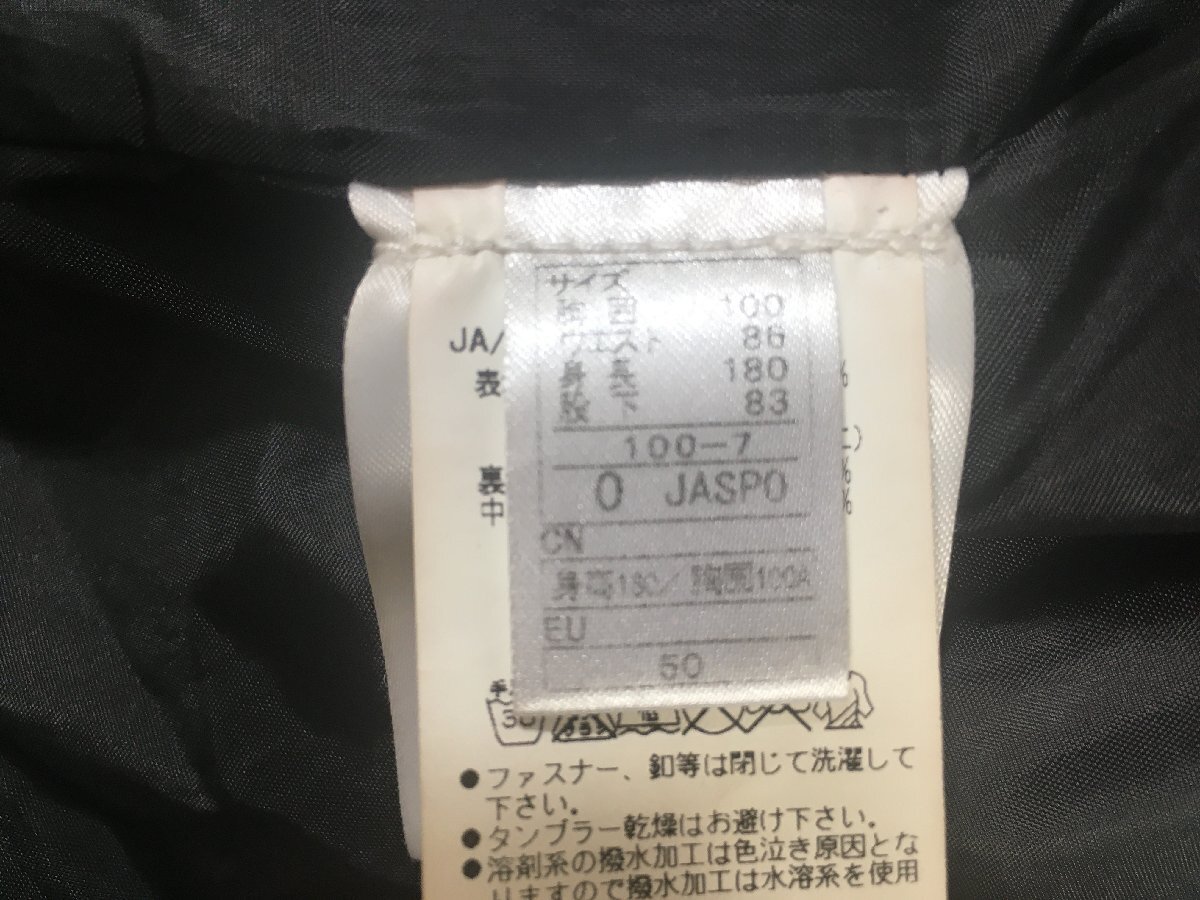 サイズ
胸囲 100
ウエスト 86
身長 180
股下 83
100-7
O JASPO
CN
身高180/胸围100A
EU
50
JA/
表 %
裏 %
中 %
● ファスナー、釦等は閉じて洗濯して
下さい.
● タンブラー乾燥はお避け下さい.
● 溶剤系の撥水加工は色泣き原因とな
りますので撥水加工は水溶系を使用